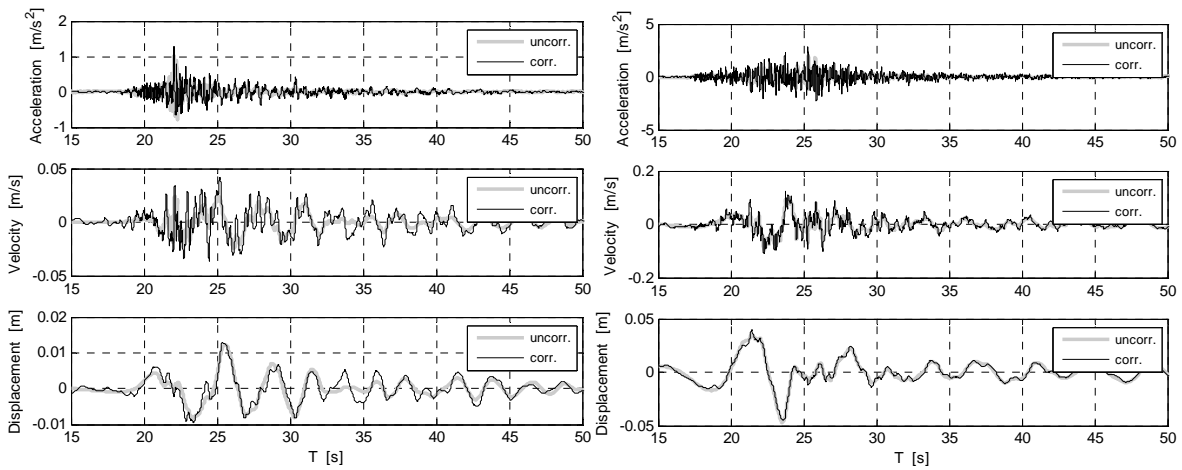 Acceleration [m/s²]
2
1
0
-1
uncorr.
corr.
15 20 25 30 35 40 45 50
Velocity [m/s]
0.05
0
-0.05
uncorr.
corr.
15 20 25 30 35 40 45 50
Displacement [m]
0.02
0.01
0
-0.01
uncorr.
corr.
15 20 25 30 35 40 45 50
T [s]
Acceleration [m/s²]
5
0
-5
uncorr.
corr.
15 20 25 30 35 40 45 50
Velocity [m/s]
0.2
0
-0.2
uncorr.
corr.
15 20 25 30 35 40 45 50
Displacement [m]
0.05
0
-0.05
uncorr.
corr.
15 20 25 30 35 40 45 50
T [s]